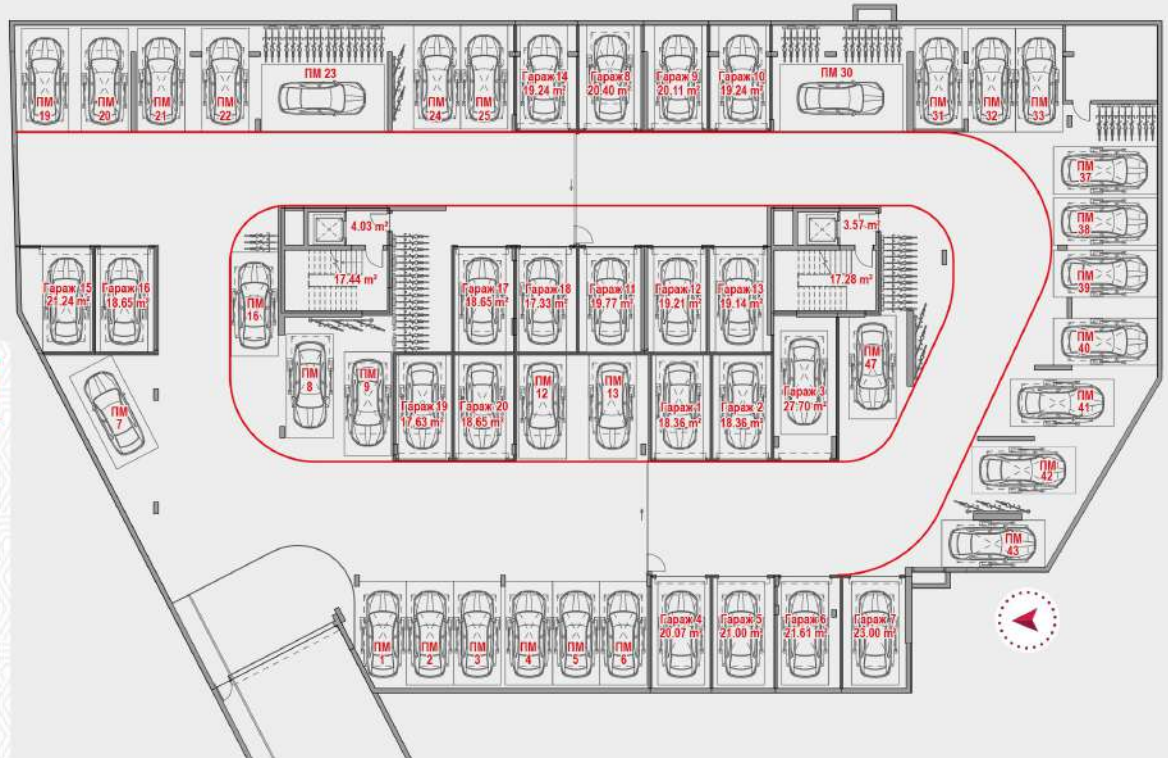 ПМ
19
ПМ
20
ПМ
21
ПМ
22
ПМ 23
ПМ
24
ПМ
25
Гараж 14
19.24 m²
Гараж 8
20.40 m²
Гараж 9
20.11 m²
Гараж 10
19.24 m²
ПМ 30
ПМ
31
ПМ
32
ПМ
33
ПМ
37
ПМ
38
ПМ
39
ПМ
40
ПМ
41
ПМ
42
ПМ
43
4.03 m²
17.44 m²
3.57 m²
17.28 m²
Гараж 15
21.24 m²
Гараж 16
18.65 m²
ПМ
16
Гараж 17
18.65 m²
Гараж 18
17.33 m²
Гараж 11
19.77 m²
Гараж 12
19.21 m²
Гараж 13
19.14 m²
ПМ
7
ПМ
8
ПМ
9
Гараж 19
17.63 m²
Гараж 20
18.65 m²
ПМ
12
ПМ
13
Гараж 1
18.36 m²
Гараж 2
18.36 m²
Гараж 3
27.70 m²
ПМ
47
ПМ
1
ПМ
2
ПМ
3
ПМ
4
ПМ
5
ПМ
6
Гараж 4
20.07 m²
Гараж 5
21.00 m²
Гараж 6
21.61 m²
Гараж 7
23.00 m²